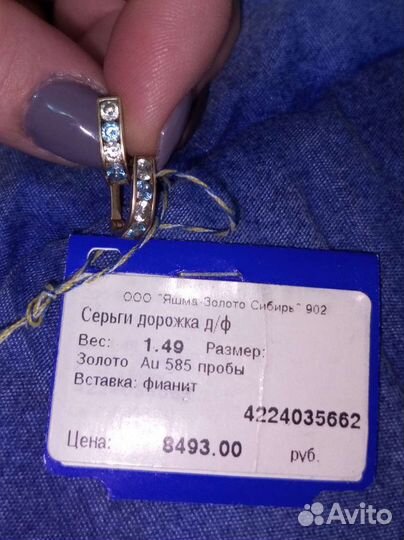 ООО "Яшма-Золото Сибирь" 902
Серьги дорожка д/ф
Вес: 1.49 Размер:
Золото Au 585 пробы
Вставка: фианит
4224035662
Цена: 8493.00 руб.
Avito